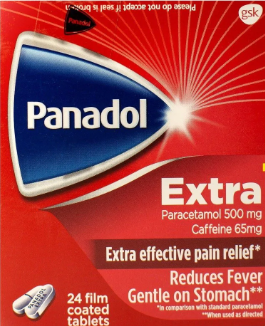 Please do not accept if seal is broken
gsk
Panadol
Extra
Paracetamol 500 mg
Caffeine 65mg
Extra effective pain relief*
Reduces Fever
Gentle on Stomach**
*In comparison with standard paracetamol
**When used as directed
PANADOL
EXTRA
24 film
coated
tablets